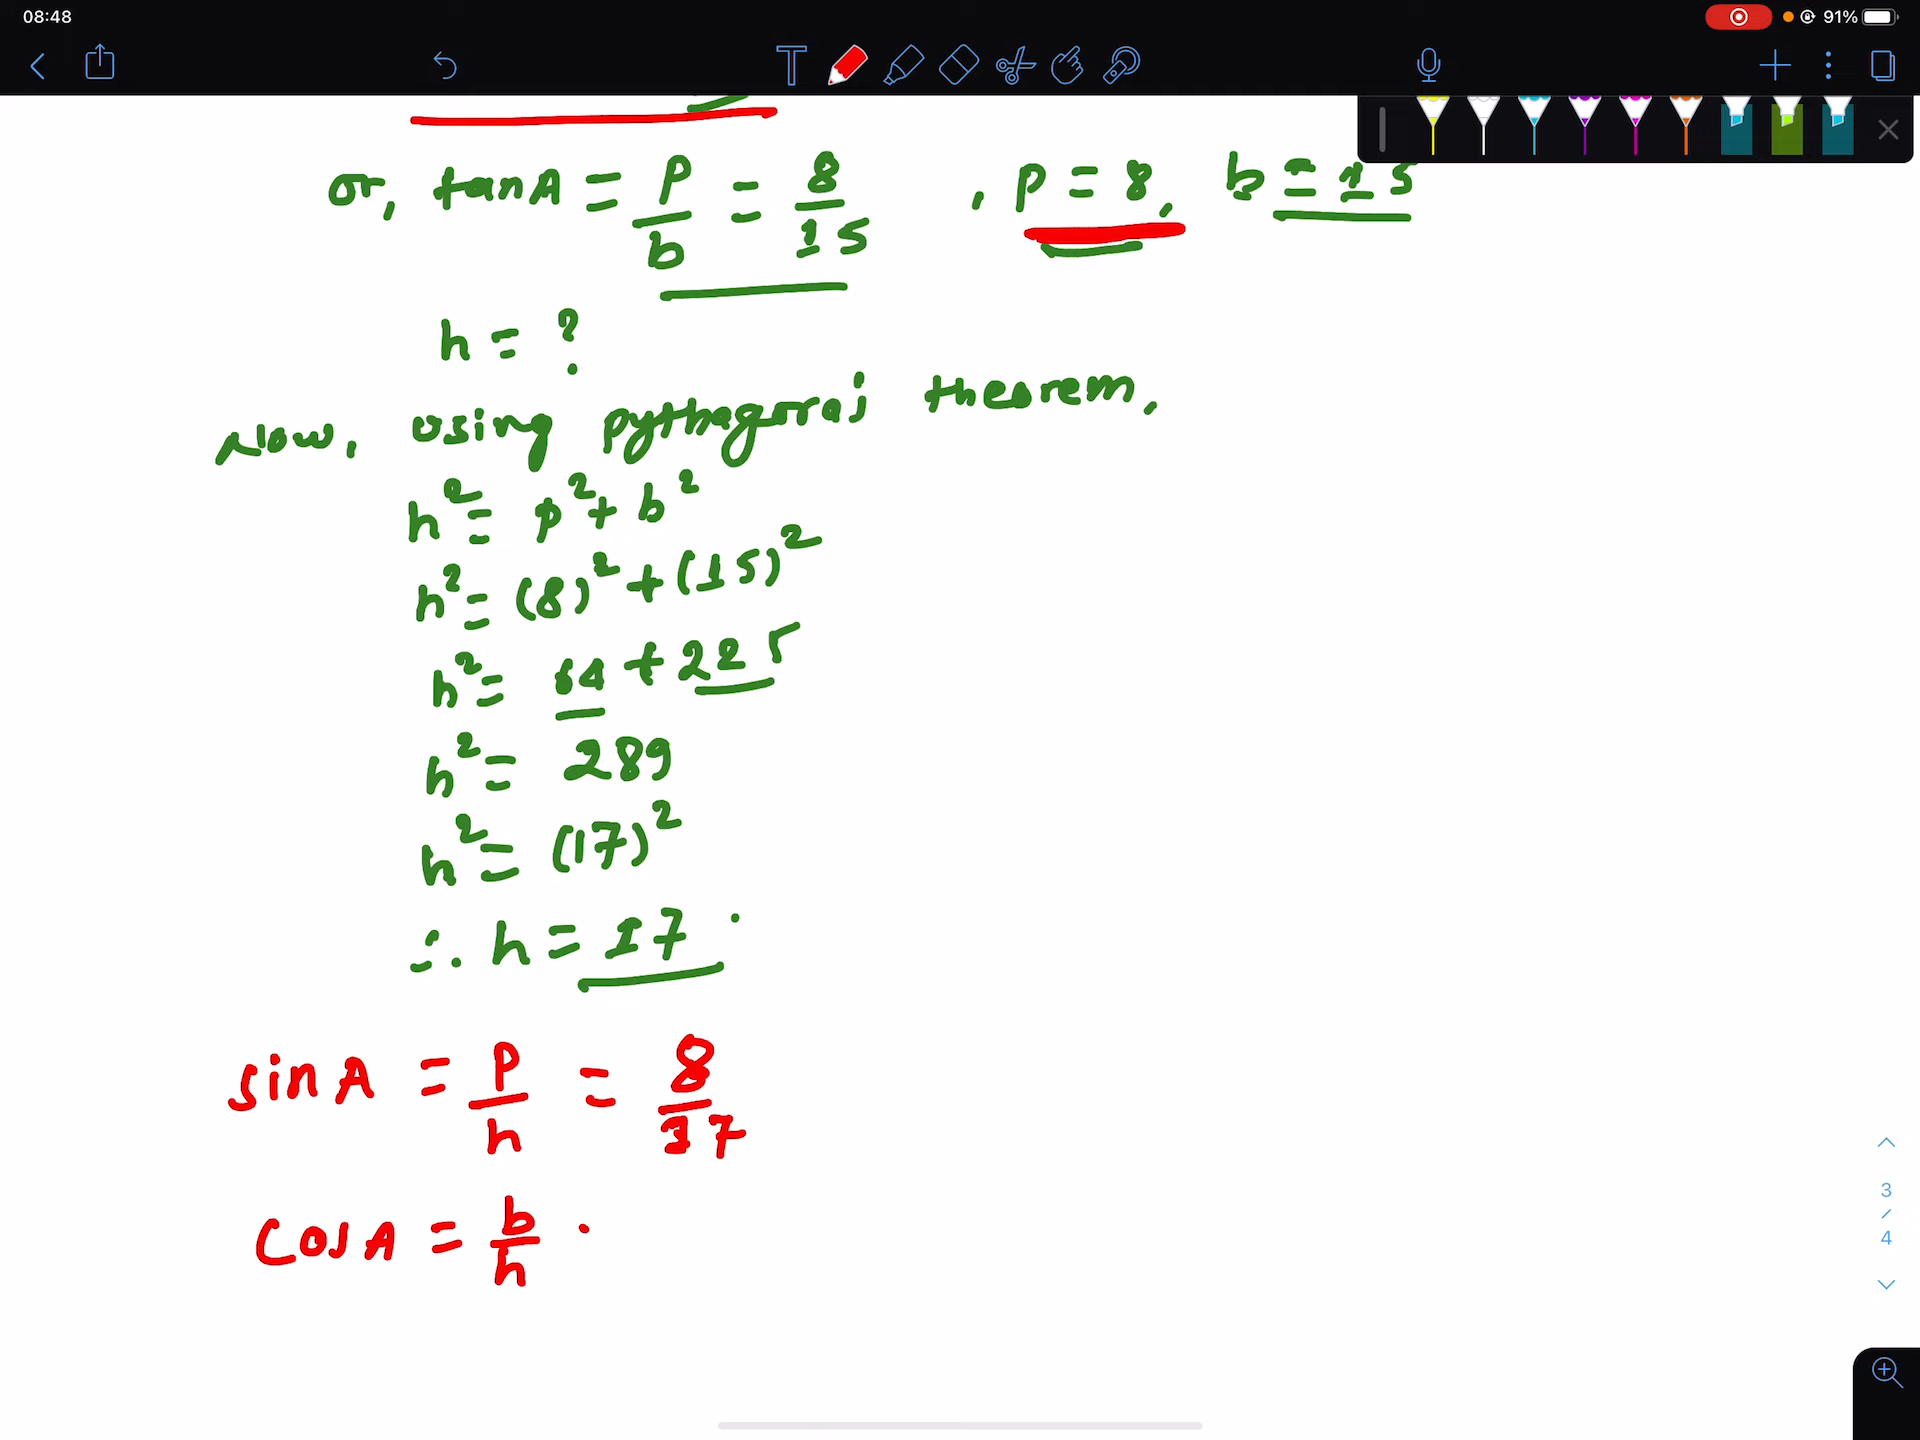 08:48
91%
or, tanA = p/b = 8/15 , p = 8, b = 15
h = ?
Now, using pythagoras theorem,
h² = p² + b²
h² = (8)² + (15)²
h² = 64 + 225
h² = 289
h² = (17)²
∴ h = 17
sin A = p/h = 8/17
cos A = b/h
3
/
4